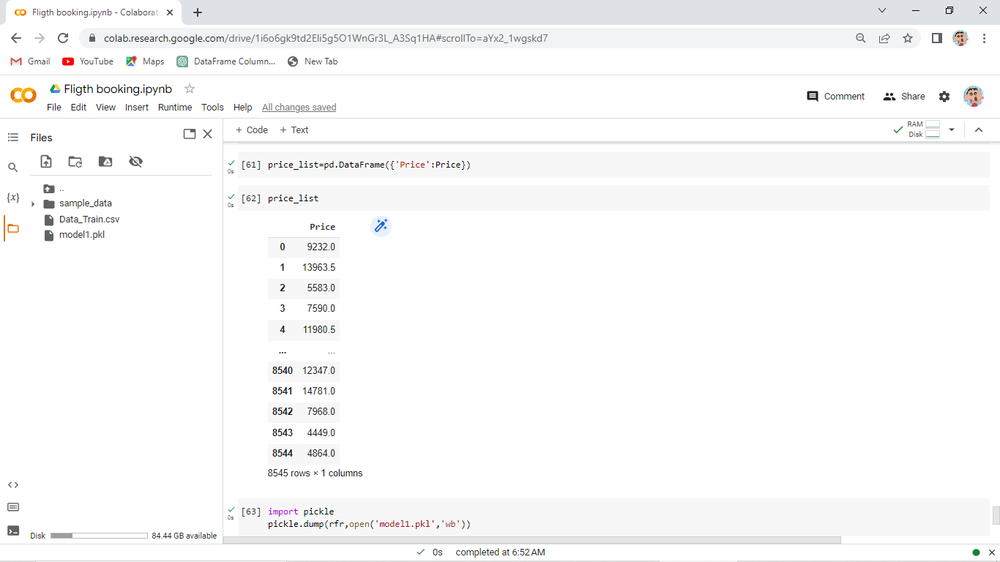 Fligth booking.ipynb - Colaborat
colab.research.google.com/drive/1i6o6gk9td2Eli5g5O1WnGr3L_A3Sq1HA#scrollTo=aYx2_1wgskd7
Gmail YouTube Maps DataFrame Column... New Tab
Fligth booking.ipynb
Comment Share
File Edit View Insert Runtime Tools Help All changes saved
Files
+ Code + Text
RAM
Disk
..
sample_data
Data_Train.csv
model1.pkl
{x}
<>
Disk 84.44 GB available
[61] price_list=pd.DataFrame({'Price':Price})
0s
[62] price_list
0s
Price
0 9232.0
1 13963.5
2 5583.0
3 7590.0
4 11980.5
... ...
8540 12347.0
8541 14781.0
8542 7968.0
8543 4449.0
8544 4864.0
8545 rows × 1 columns
[63] import pickle
0s
pickle.dump(rfr,open('model1.pkl','wb'))
0s completed at 6:52 AM